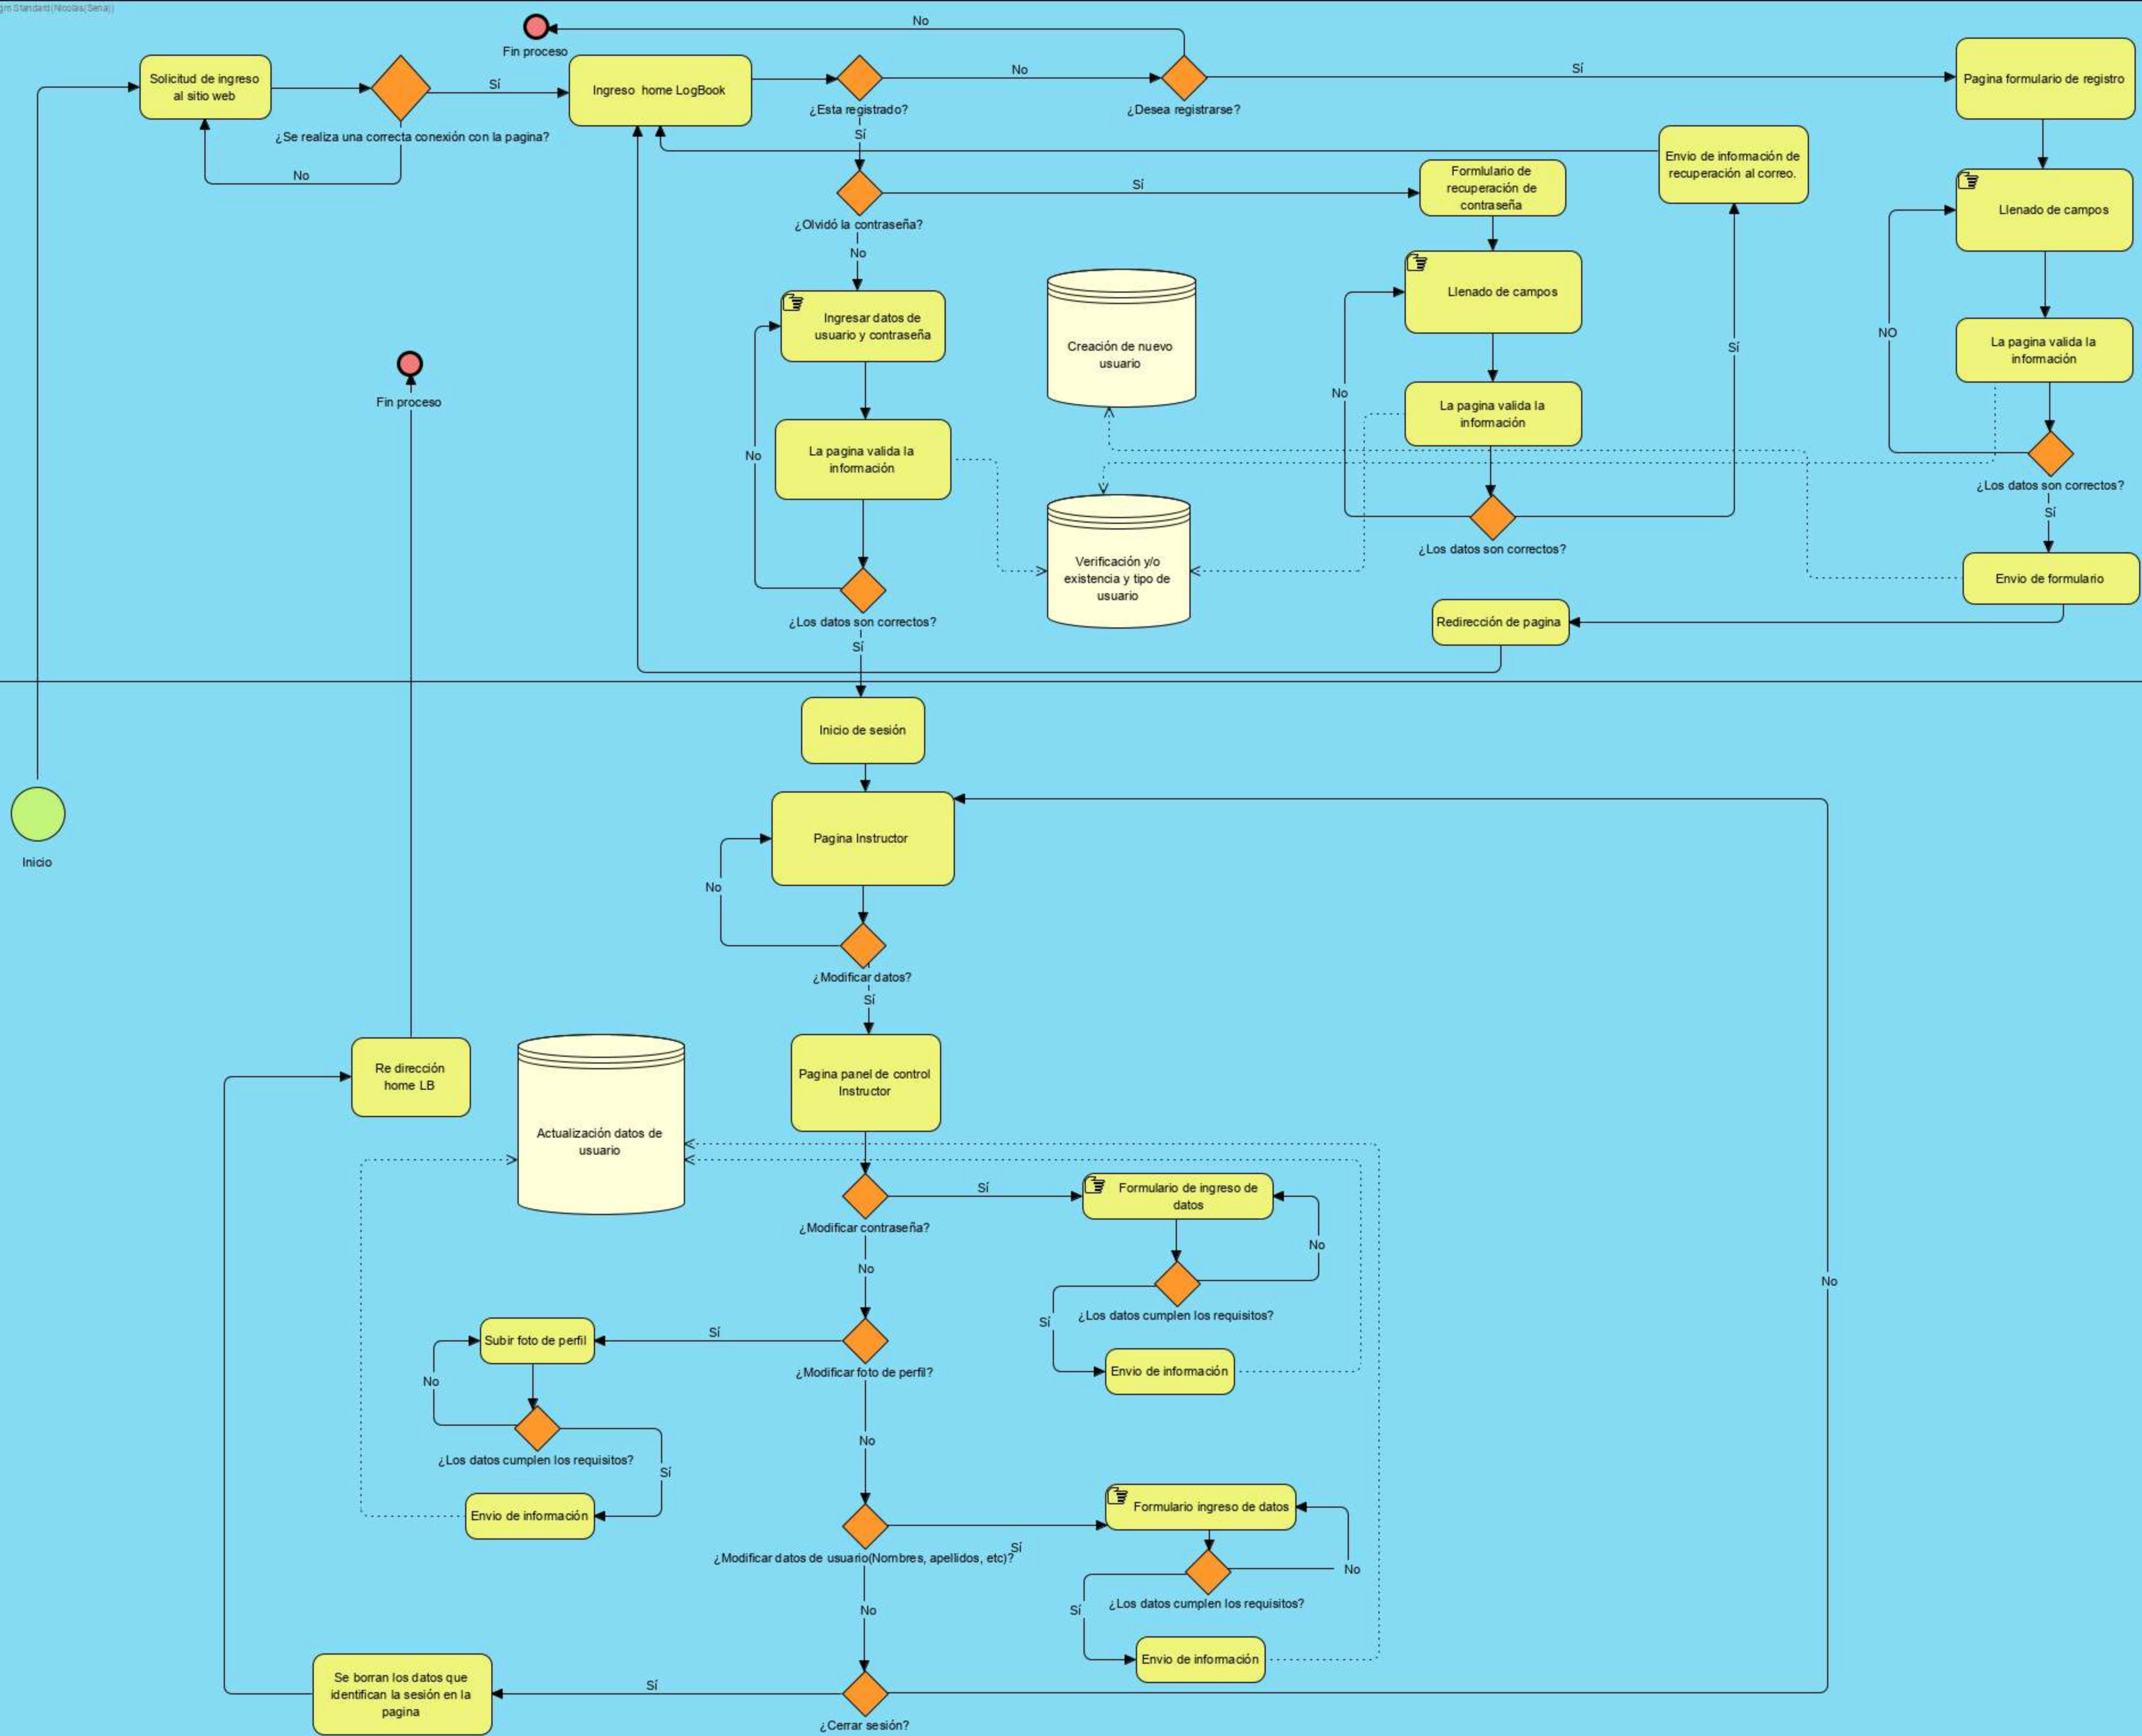 gm Standard(Nicolas(Sena))
No
Fin proceso
Solicitud de ingreso
al sitio web
Sí
¿Se realiza una correcta conexión con la pagina?
No
Ingreso home LogBook
¿Esta registrado?
No
¿Desea registrarse?
Sí
Pagina formulario de registro
Sí
Envio de información de
recuperación al correo.
¿Olvidó la contraseña?
Sí
Formlulario de
recuperación de
contraseña
Llenado de campos
No
Ingresar datos de
usuario y contraseña
Creación de nuevo
usuario
Llenado de campos
Sí
NO
La pagina valida la
información
Fin proceso
No
La pagina valida la
información
No
La pagina valida la
información
¿Los datos son correctos?
Sí
¿Los datos son correctos?
Verificación y/o
existencia y tipo de
usuario
Envio de formulario
¿Los datos son correctos?
Sí
Redirección de pagina
Inicio de sesión
Inicio
Pagina Instructor
No
¿Modificar datos?
Sí
Re dirección
home LB
Pagina panel de control
Instructor
Actualización datos de
usuario
¿Modificar contraseña?
Sí
Formulario de ingreso de
datos
No
No
No
¿Los datos cumplen los requisitos?
Sí
Envio de información
Subir foto de perfil
Sí
¿Modificar foto de perfil?
No
¿Los datos cumplen los requisitos?
Sí
Envio de información
No
Formulario ingreso de datos
Sí
¿Modificar datos de usuario(Nombres, apellidos, etc)?
No
¿Los datos cumplen los requisitos?
Sí
Envio de información
No
Se borran los datos que
identifican la sesión en la
pagina
Sí
¿Cerrar sesión?